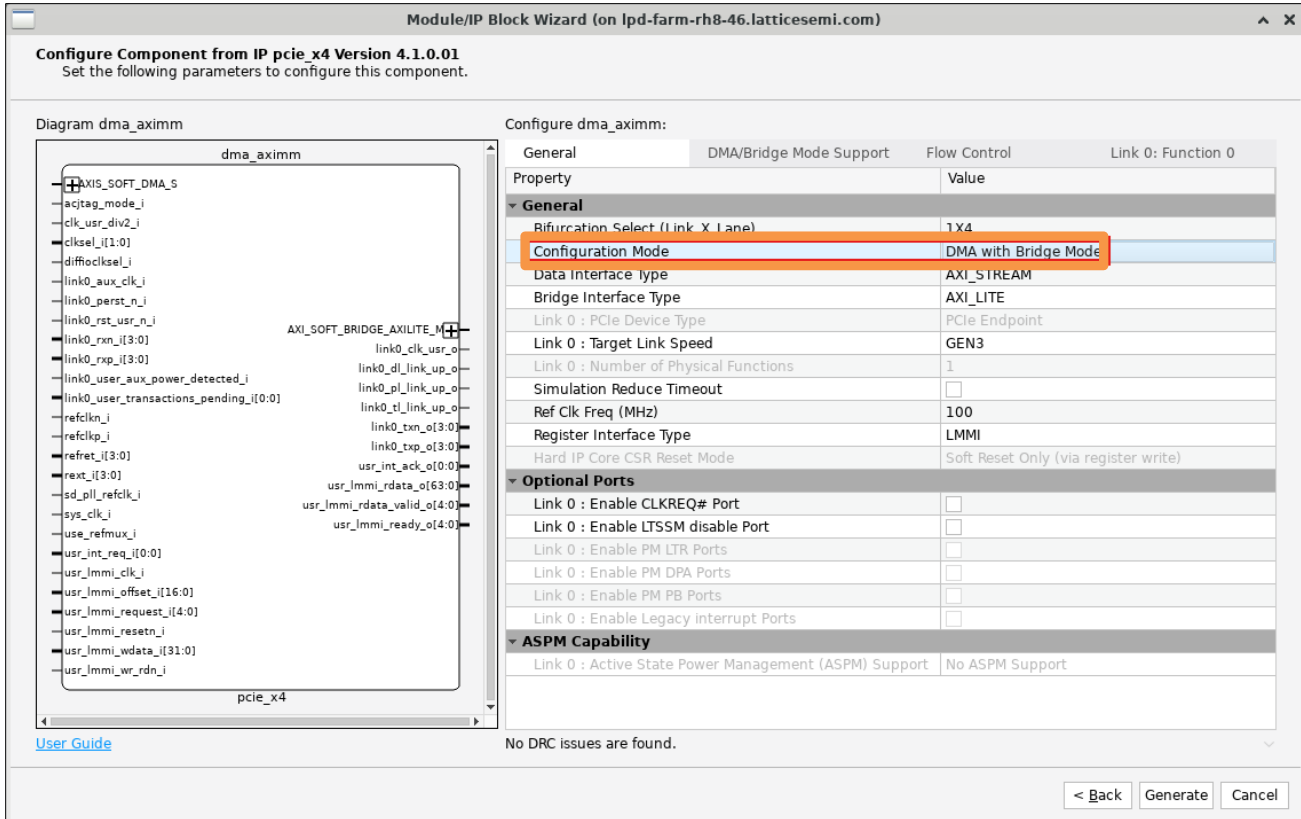 Module/IP Block Wizard (on lpd-farm-rh8-46.latticesemi.com)
Configure Component from IP pcie_x4 Version 4.1.0.01
Set the following parameters to configure this component.
Diagram dma_aximm
dma_aximm
AXIS_SOFT_DMA_S
acjtag_mode_i
clk_usr_div2_i
clksel_i[1:0]
diffioclksel_i
link0_aux_clk_i
link0_perst_n_i
link0_rst_usr_n_i
link0_rxn_i[3:0]
link0_rxp_i[3:0]
link0_user_aux_power_detected_i
link0_user_transactions_pending_i[0:0]
refclkn_i
refclkp_i
refret_i[3:0]
rext_i[3:0]
sd_pll_refclk_i
sys_clk_i
use_refmux_i
usr_int_req_i[0:0]
usr_lmmi_clk_i
usr_lmmi_offset_i[16:0]
usr_lmmi_request_i[4:0]
usr_lmmi_resetn_i
usr_lmmi_wdata_i[31:0]
usr_lmmi_wr_rdn_i
AXI_SOFT_BRIDGE_AXILITE_M
link0_clk_usr_o
link0_dl_link_up_o
link0_pl_link_up_o
link0_tl_link_up_o
link0_txn_o[3:0]
link0_txp_o[3:0]
usr_int_ack_o[0:0]
usr_lmmi_rdata_o[63:0]
usr_lmmi_rdata_valid_o[4:0]
usr_lmmi_ready_o[4:0]
pcie_x4
User Guide
Configure dma_aximm:
General DMA/Bridge Mode Support Flow Control Link 0: Function 0
Property Value
General
Bifurcation Select (Link_X_Lane) 1X4
Configuration Mode DMA with Bridge Mode
Data Interface Type AXI_STREAM
Bridge Interface Type AXI_LITE
Link 0 : PCIe Device Type PCIe Endpoint
Link 0 : Target Link Speed GEN3
Link 0 : Number of Physical Functions 1
Simulation Reduce Timeout
Ref Clk Freq (MHz) 100
Register Interface Type LMMI
Hard IP Core CSR Reset Mode Soft Reset Only (via register write)
Optional Ports
Link 0 : Enable CLKREQ# Port
Link 0 : Enable LTSSM disable Port
Link 0 : Enable PM LTR Ports
Link 0 : Enable PM DPA Ports
Link 0 : Enable PM PB Ports
Link 0 : Enable Legacy interrupt Ports
ASPM Capability
Link 0 : Active State Power Management (ASPM) Support No ASPM Support
No DRC issues are found.
< Back Generate Cancel